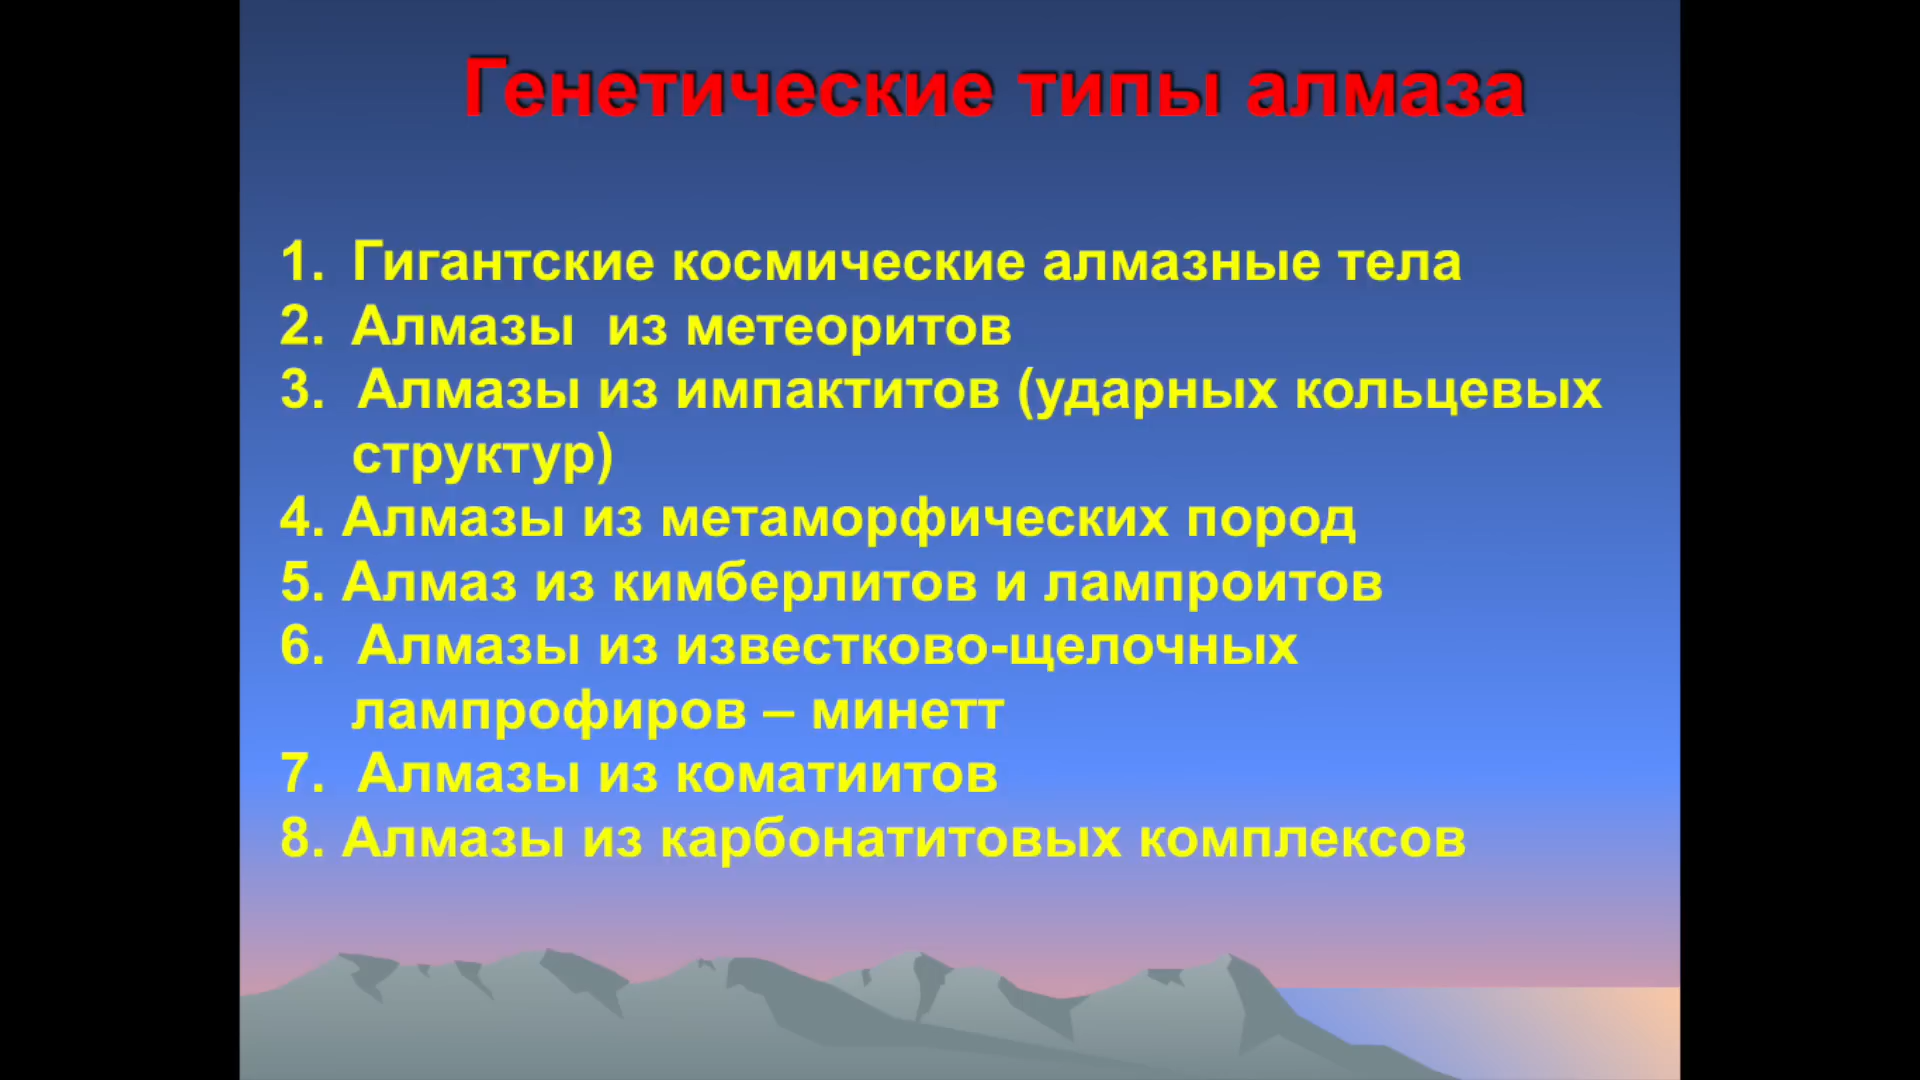 Генетические типы алмаза
1. Гигантские космические алмазные тела
2. Алмазы из метеоритов
3. Алмазы из импактитов (ударных кольцевых
структур)
4. Алмазы из метаморфических пород
5. Алмаз из кимберлитов и лампроитов
6. Алмазы из известково-щелочных
лампрофиров – минетт
7. Алмазы из коматиитов
8. Алмазы из карбонатитовых комплексов